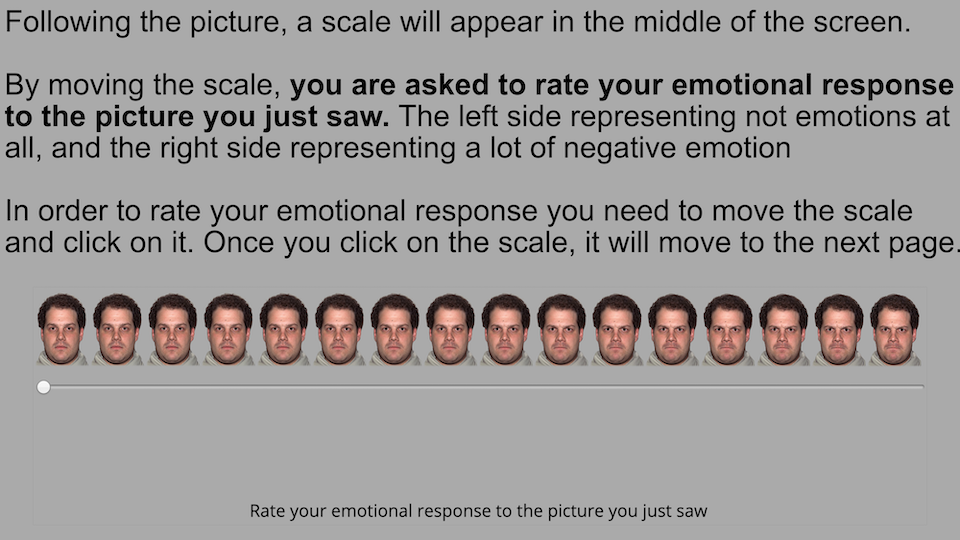 Following the picture, a scale will appear in the middle of the screen.
By moving the scale, you are asked to rate your emotional response
to the picture you just saw. The left side representing not emotions at
all, and the right side representing a lot of negative emotion
In order to rate your emotional response you need to move the scale
and click on it. Once you click on the scale, it will move to the next page.
Rate your emotional response to the picture you just saw